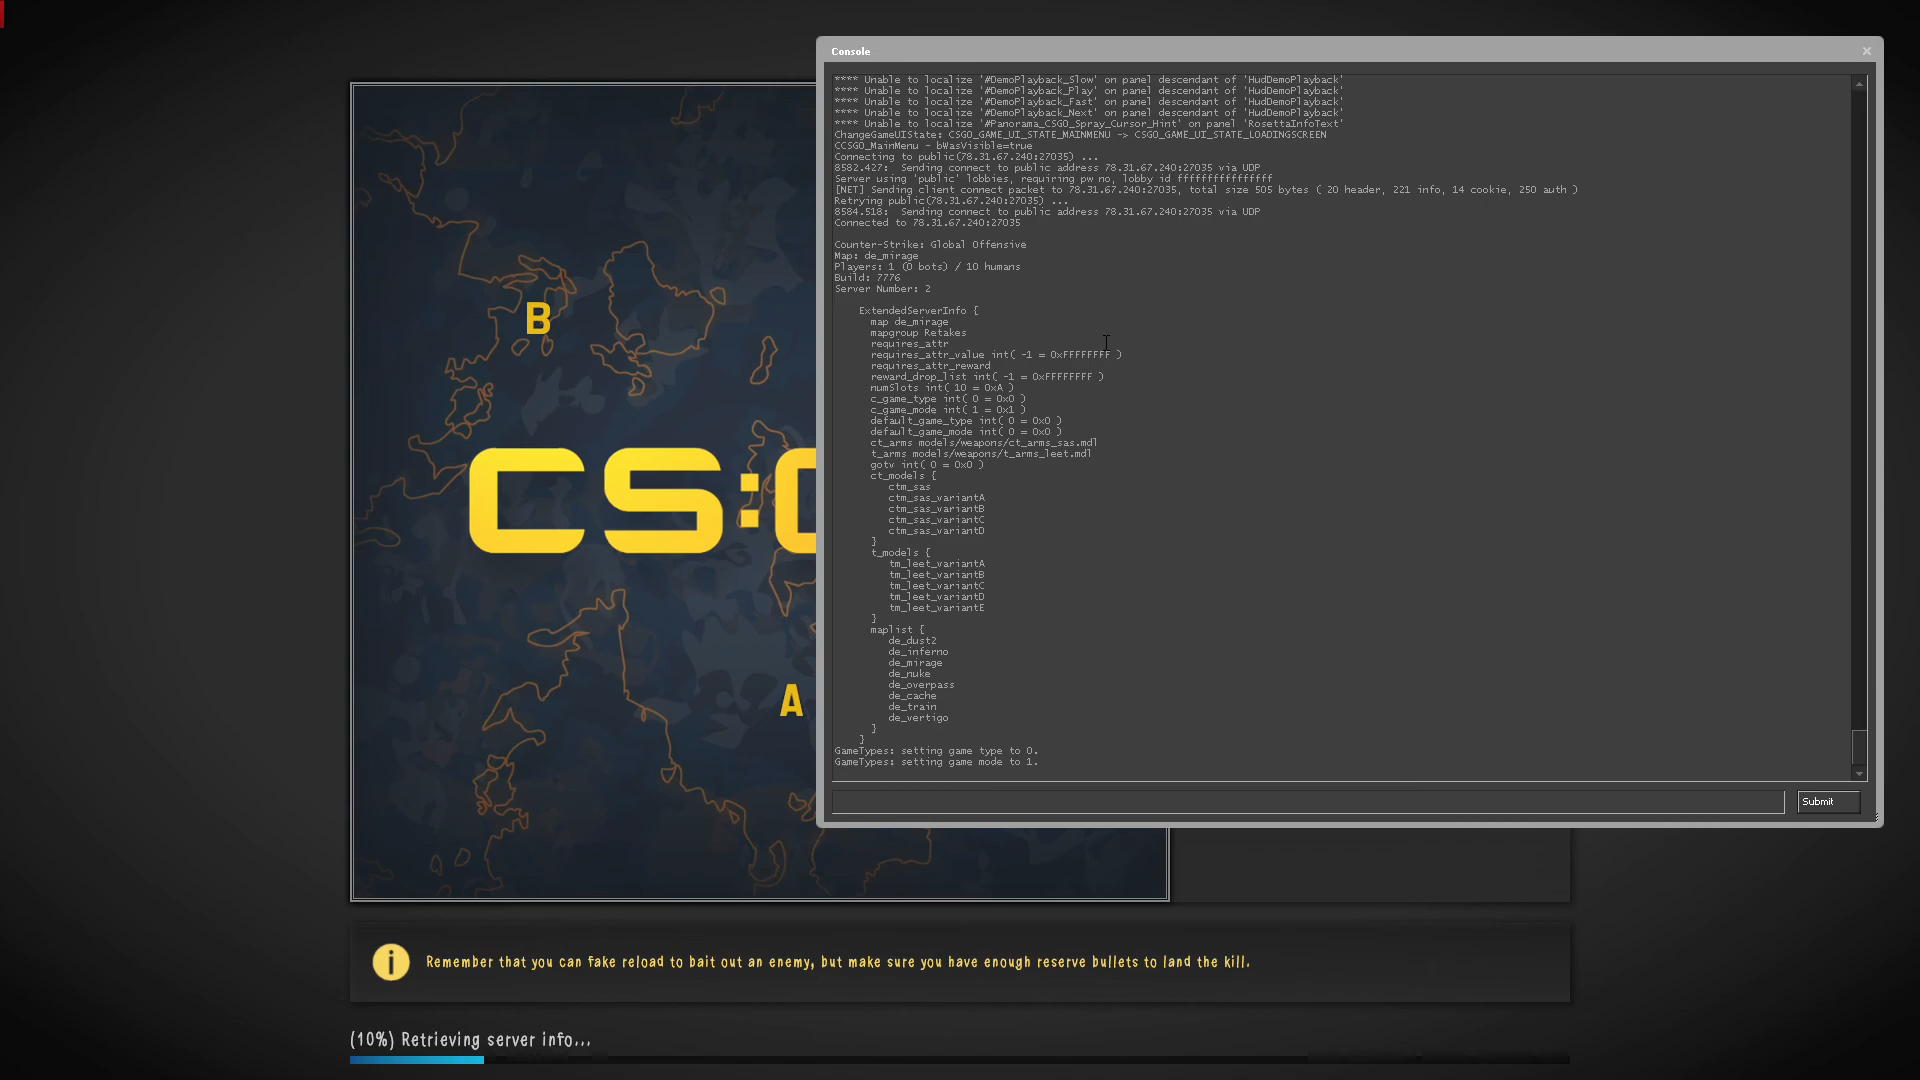 Console
**** Unable to localize '#DemoPlayback_Slow' on panel descendant of 'HudDemoPlayback'
**** Unable to localize '#DemoPlayback_Play' on panel descendant of 'HudDemoPlayback'
**** Unable to localize '#DemoPlayback_Fast' on panel descendant of 'HudDemoPlayback'
**** Unable to localize '#DemoPlayback_Next' on panel descendant of 'HudDemoPlayback'
**** Unable to localize '#Panorama_CSGO_Spray_Cursor_Hint' on panel 'RosettaInfoText'
ChangeGameUIState: CSGO_GAME_UI_STATE_MAINMENU -> CSGO_GAME_UI_STATE_LOADINGSCREEN
CCSGO_MainMenu - bWasVisible=true
Connecting to public(78.31.67.240:27035) ...
8582.427:  Sending connect to public address 78.31.67.240:27035 via UDP
Server using 'public' lobbies, requiring pw no, lobby id ffffffffffffffff
[NET] Sending client connect packet to 78.31.67.240:27035, total size 505 bytes ( 20 header, 221 info, 14 cookie, 250 auth )
Retrying public(78.31.67.240:27035) ...
8584.518:  Sending connect to public address 78.31.67.240:27035 via UDP
Connected to 78.31.67.240:27035
Counter-Strike: Global Offensive
Map: de_mirage
Players: 1 (0 bots) / 10 humans
Build: 7776
Server Number: 2
ExtendedServerInfo {
map de_mirage
mapgroup Retakes
requires_attr
requires_attr_value int( -1 = 0xFFFFFFFF )
requires_attr_reward
reward_drop_list int( -1 = 0xFFFFFFFF )
numSlots int( 10 = 0xA )
c_game_type int( 0 = 0x0 )
c_game_mode int( 1 = 0x1 )
default_game_type int( 0 = 0x0 )
default_game_mode int( 0 = 0x0 )
ct_arms models/weapons/ct_arms_sas.mdl
t_arms models/weapons/t_arms_leet.mdl
gotv int( 0 = 0x0 )
ct_models {
ctm_sas
ctm_sas_variantA
ctm_sas_variantB
ctm_sas_variantC
ctm_sas_variantD
}
t_models {
tm_leet_variantA
tm_leet_variantB
tm_leet_variantC
tm_leet_variantD
tm_leet_variantE
}
maplist {
de_dust2
de_inferno
de_mirage
de_nuke
de_overpass
de_cache
de_train
de_vertigo
}
}
GameTypes: setting game type to 0.
GameTypes: setting game mode to 1.
Submit
B
CS:
A
Remember that you can fake reload to bait out an enemy, but make sure you have enough reserve bullets to land the kill.
(10%) Retrieving server info...